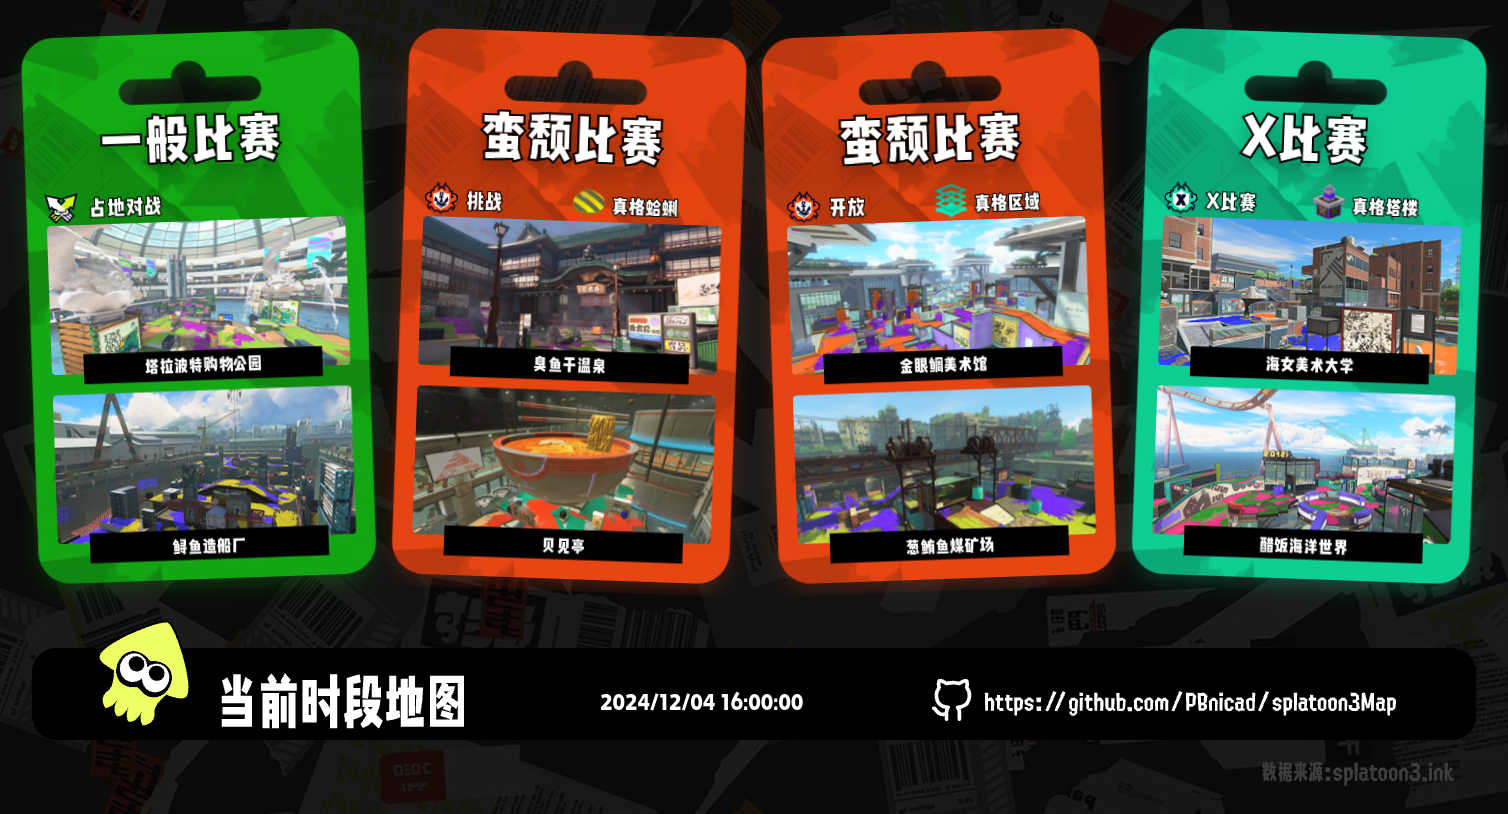 一般比赛
占地对战
塔拉波特购物公园
鲟鱼造船厂
蛮颓比赛
挑战
真格蛤蜊
臭鱼干温泉
贝见亭
蛮颓比赛
开放
真格区域
金眼鲷美术馆
葱鲔鱼煤矿场
X比赛
X比赛
真格塔楼
海女美术大学
醋饭海洋世界
当前时段地图
2024/12/04 16:00:00
https://github.com/PBnicad/splatoon3Map
数据来源:splatoon3.ink